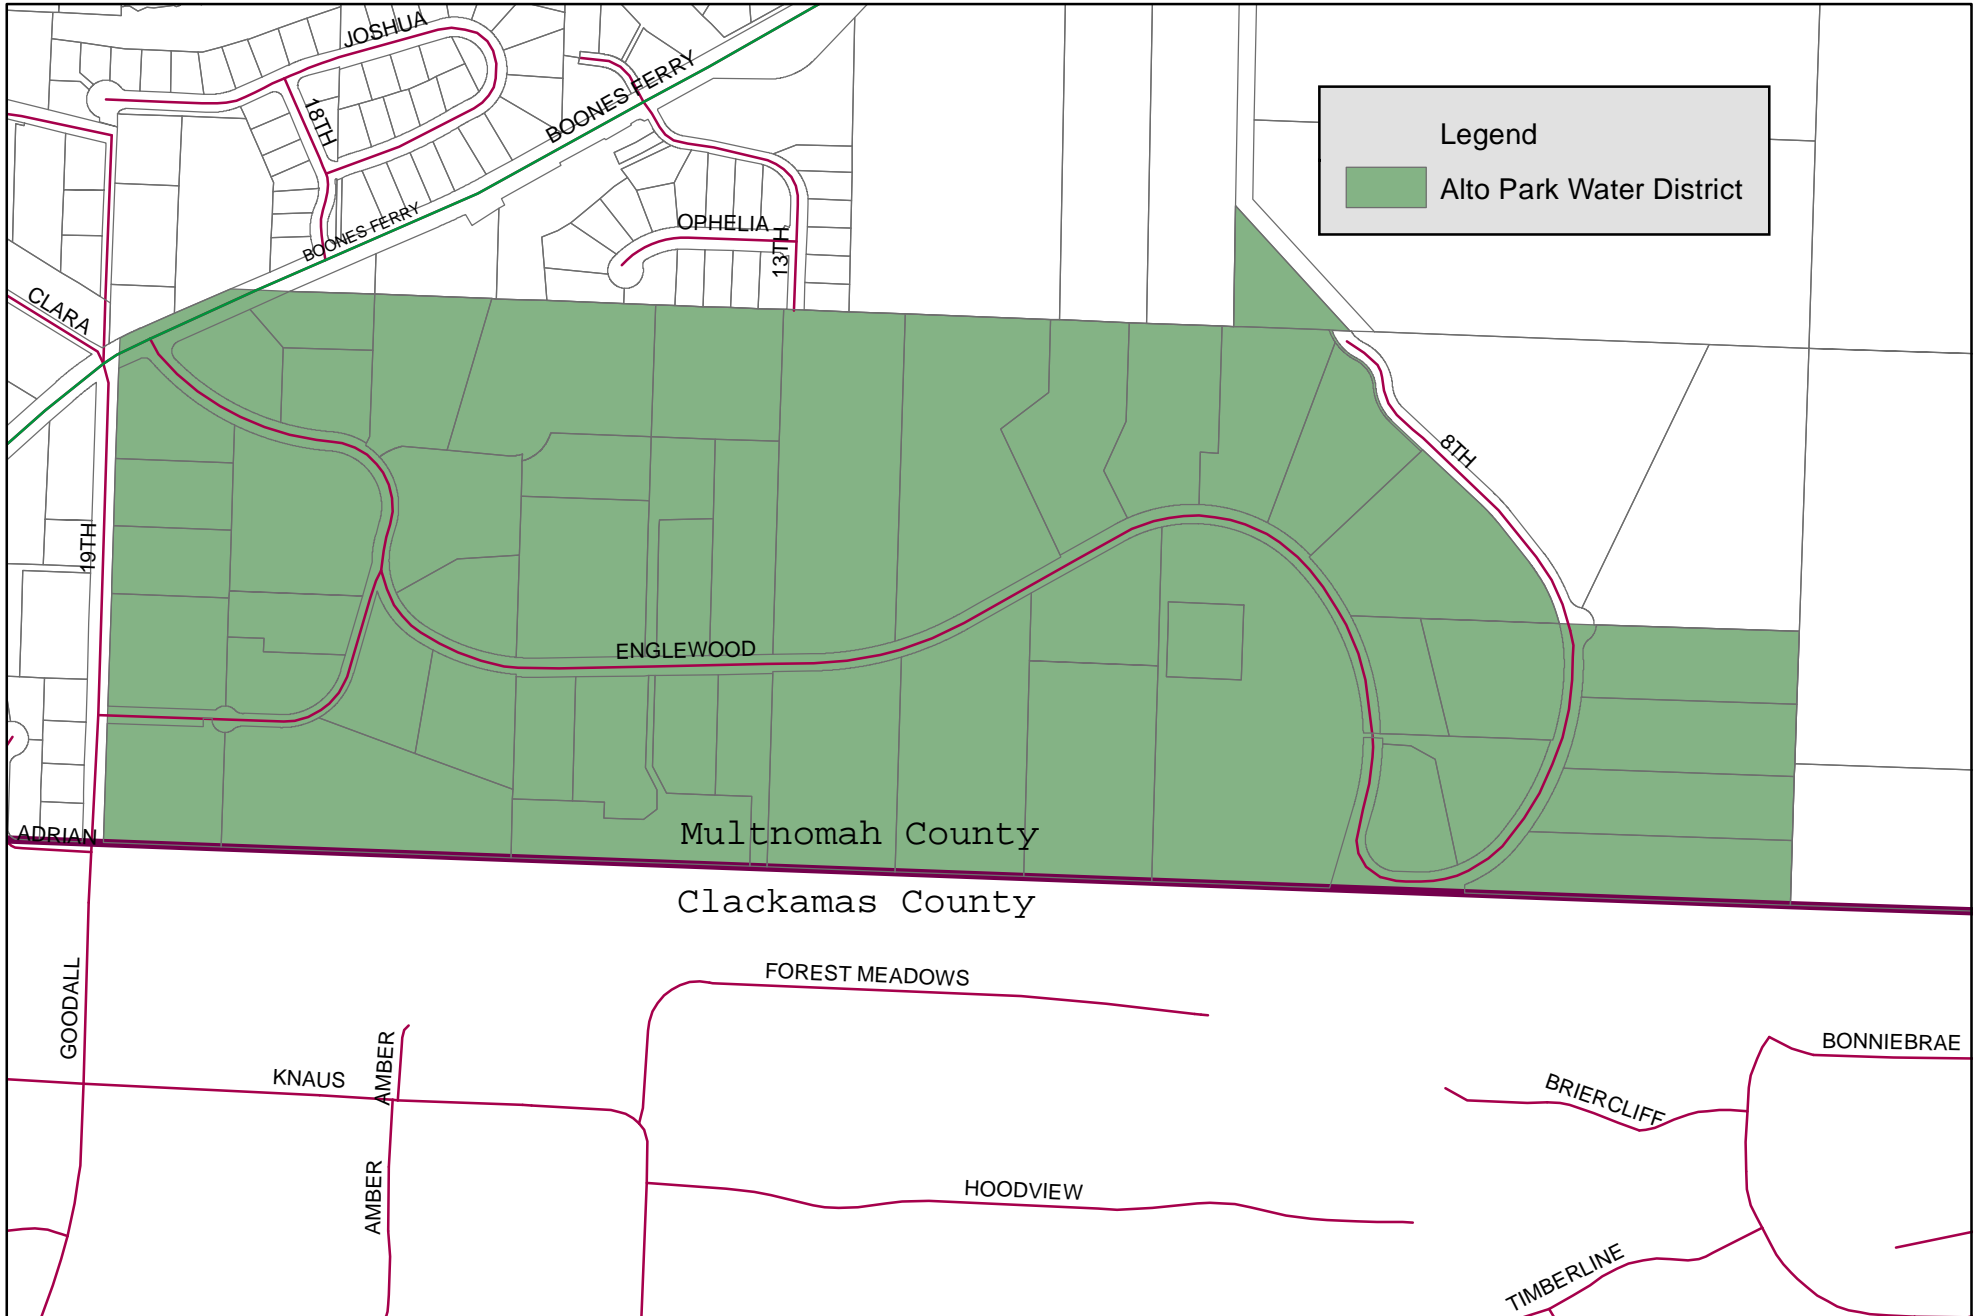 JOSHUA
18TH
BOONES FERRY
BOONES FERRY
OPHELIA
13TH
CLARA
Legend
Alto Park Water District
8TH
19TH
ENGLEWOOD
ADRIAN
Multnomah County
Clackamas County
GOODALL
FOREST MEADOWS
KNAUS
AMBER
AMBER
BONNIEBRAE
BRIERCLIFF
HOODVIEW
TIMBERLINE